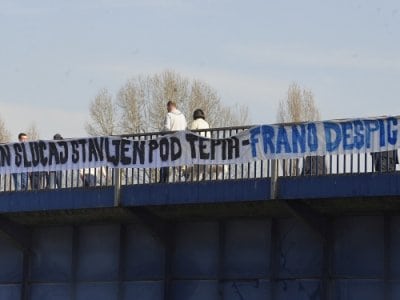 N SLUČAJ STAVLJEN POD TEPIH - FRANO DESPIĆ